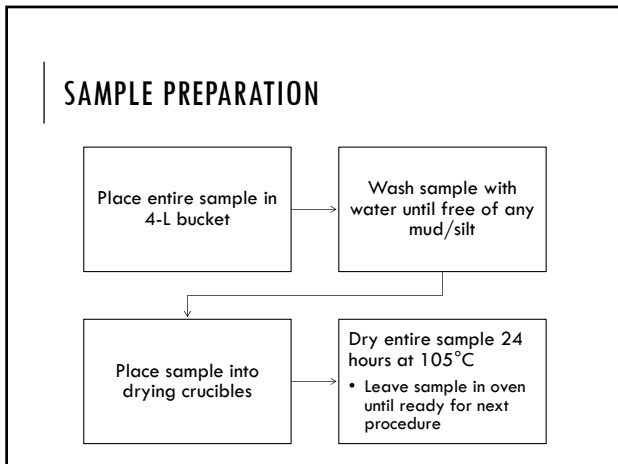 SAMPLE PREPARATION
Place entire sample in
4-L bucket
Wash sample with
water until free of any
mud/silt
Place sample into
drying crucibles
Dry entire sample 24
hours at 105°C
• Leave sample in oven
until ready for next
procedure